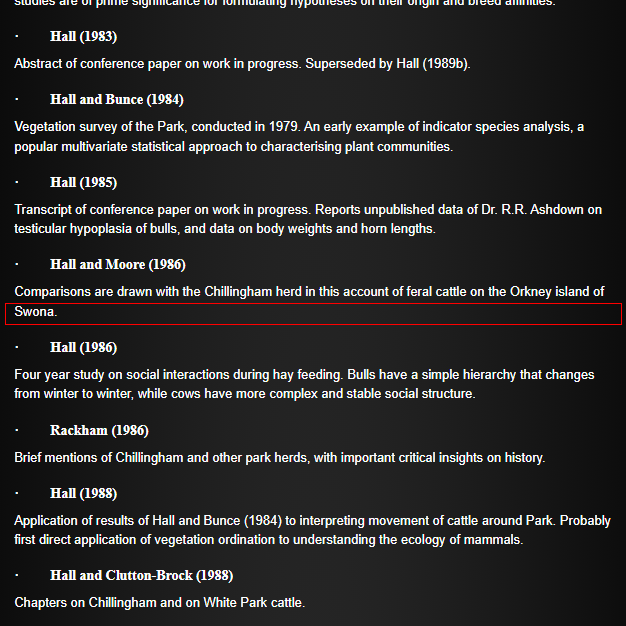 studies are of prime significance for formulating hypotheses on their origin and breed affinities.
· Hall (1983)
Abstract of conference paper on work in progress. Superseded by Hall (1989b).
· Hall and Bunce (1984)
Vegetation survey of the Park, conducted in 1979. An early example of indicator species analysis, a
popular multivariate statistical approach to characterising plant communities.
· Hall (1985)
Transcript of conference paper on work in progress. Reports unpublished data of Dr. R.R. Ashdown on
testicular hypoplasia of bulls, and data on body weights and horn lengths.
· Hall and Moore (1986)
Comparisons are drawn with the Chillingham herd in this account of feral cattle on the Orkney island of
Swona.
· Hall (1986)
Four year study on social interactions during hay feeding. Bulls have a simple hierarchy that changes
from winter to winter, while cows have more complex and stable social structure.
· Rackham (1986)
Brief mentions of Chillingham and other park herds, with important critical insights on history.
· Hall (1988)
Application of results of Hall and Bunce (1984) to interpreting movement of cattle around Park. Probably
first direct application of vegetation ordination to understanding the ecology of mammals.
· Hall and Clutton-Brock (1988)
Chapters on Chillingham and on White Park cattle.